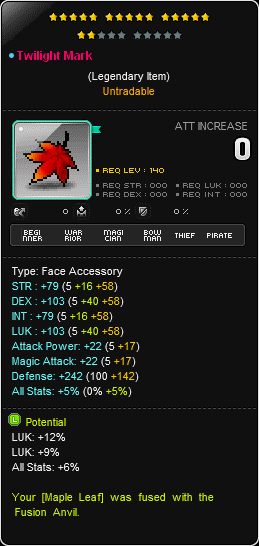 Twilight Mark
(Legendary Item)
Untradable
ATT INCREASE
0
REQ LEV : 140
REQ STR : 000 REQ LUK : 000
REQ DEX : 000 REQ INT : 000
0 0 % 0 %
BEGINNER WARRIOR MAGICIAN BOWMAN THIEF PIRATE
Type: Face Accessory
STR : +79 (5 +16 +58)
DEX : +103 (5 +40 +58)
INT : +79 (5 +16 +58)
LUK : +103 (5 +40 +58)
Attack Power: +22 (5 +17)
Magic Attack: +22 (5 +17)
Defense: +242 (100 +142)
All Stats: +5% (0% +5%)
L Potential
LUK: +12%
LUK: +9%
All Stats: +6%
Your [Maple Leaf] was fused with the
Fusion Anvil.